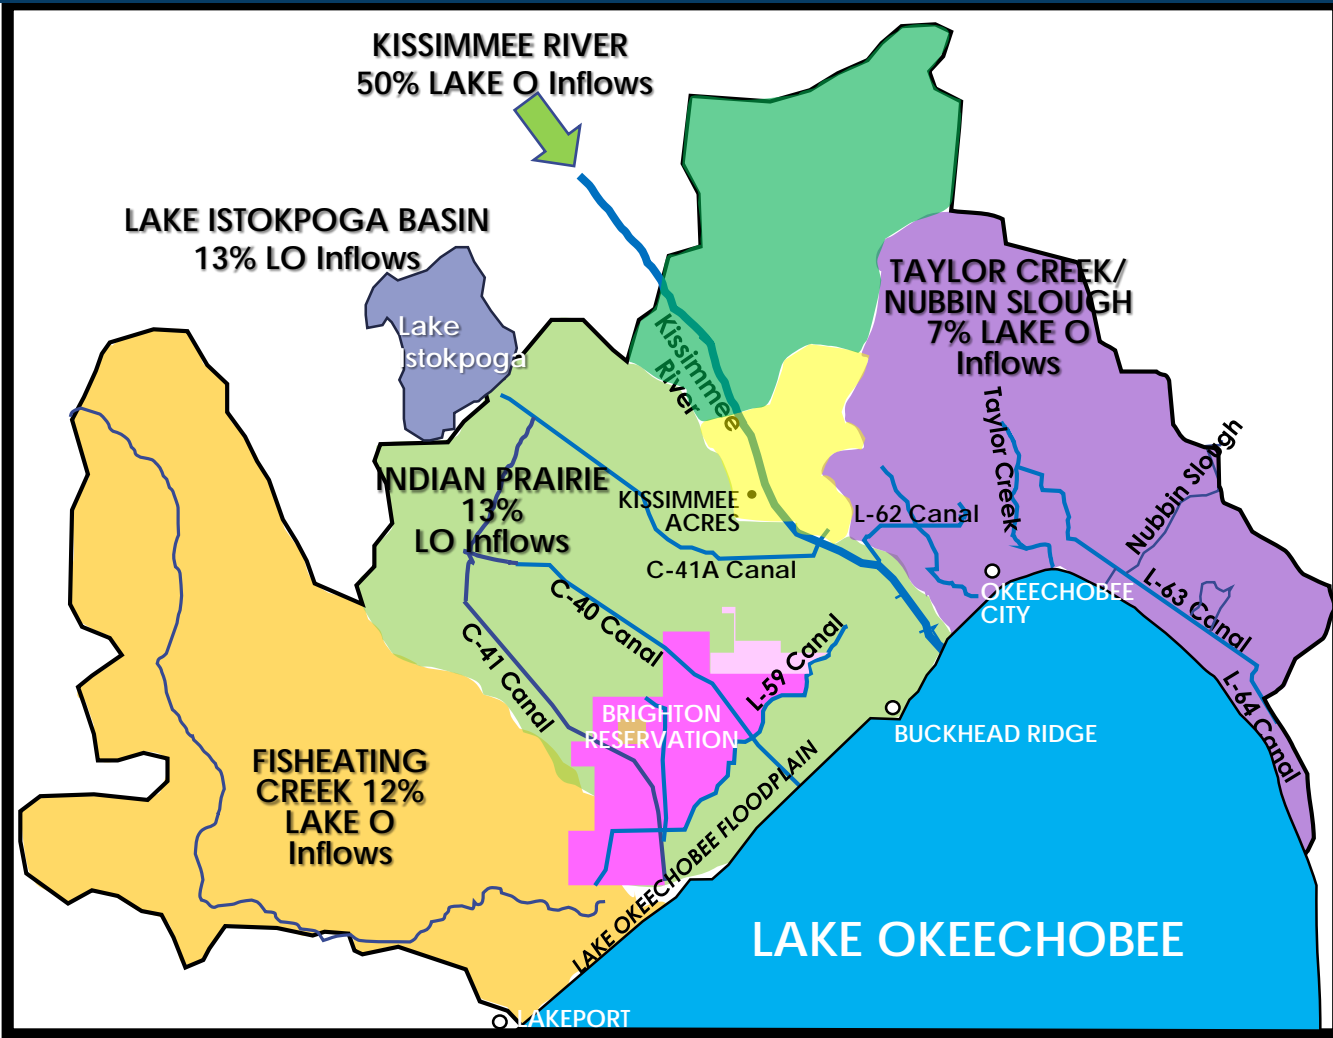 KISSIMMEE RIVER
50% LAKE O Inflows
LAKE ISTOKPOGA BASIN
13% LO Inflows
Lake
Istokpoga
TAYLOR CREEK/
NUBBIN SLOUGH
7% LAKE O
Inflows
Kissimmee
River
Taylor Creek
Nubbin Slough
INDIAN PRAIRIE
13%
LO Inflows
KISSIMMEE
ACRES
L-62 Canal
C-41A Canal
OKEECHOBEE
CITY
L-63 Canal
C-40 Canal
C-41 Canal
L-59 Canal
L-64 Canal
BRIGHTON
RESERVATION
BUCKHEAD RIDGE
FISHEATING
CREEK 12%
LAKE O
Inflows
LAKE OKEECHOBEE FLOODPLAIN
LAKE OKEECHOBEE
LAKEPORT